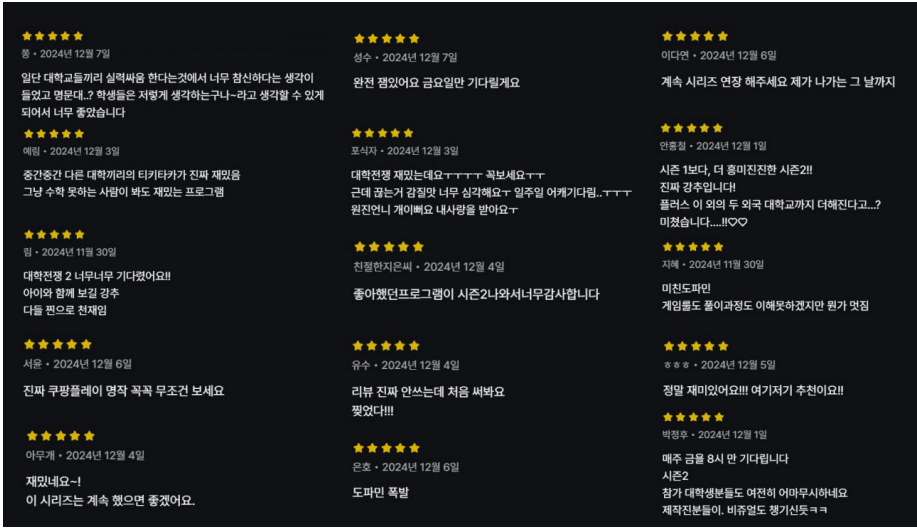 쫑 • 2024년 12월 7일
일단 대학교들끼리 실력싸움 한다는것에서 너무 참신하다는 생각이
들었고 명문대..? 학생들은 저렇게 생각하는구나~라고 생각할 수 있게
되어서 너무 좋았습니다
예림 • 2024년 12월 3일
중간중간 다른 대학끼리의 티키타카가 진짜 재밌음
그냥 수학 못하는 사람이 봐도 재밌는 프로그램
림 • 2024년 11월 30일
대학전쟁 2 너무너무 기다렸어요!!
아이와 함께 보길 강추
다들 찐으로 천재임
서윤 • 2024년 12월 6일
진짜 쿠팡플레이 명작 꼭꼭 무조건 보세요
아무개 • 2024년 12월 4일
재밌네요~!
이 시리즈는 계속 했으면 좋겠어요.
성수 • 2024년 12월 7일
완전 잼있어요 금요일만 기다릴게요
포식자 • 2024년 12월 3일
대학전쟁 재밌는데요ㅜㅜㅜㅜ 꼭보세요ㅜㅜ
근데 끊는거 감질맛 너무 심각해요ㅜ 일주일 어캐기다림..ㅜㅜㅜ
원진언니 개이뻐요 내사랑을 받아요ㅜ
친절한지은씨 • 2024년 12월 4일
좋아했던프로그램이 시즌2나와서너무감사합니다
유수 • 2024년 12월 4일
리뷰 진짜 안쓰는데 처음 써봐요
찢었다!!!
은호 • 2024년 12월 6일
도파민 폭발
이다연 • 2024년 12월 6일
계속 시리즈 연장 해주세요 제가 나가는 그 날까지
안홍철 • 2024년 12월 1일
시즌 1보다, 더 흥미진진한 시즌2!!
진짜 강추입니다!
플러스 이 외의 두 외국 대학교까지 더해진다고...?
미쳤습니다....!!♡♡
지혜 • 2024년 11월 30일
미친도파민
게임룰도 풀이과정도 이해못하겠지만 뭔가 멋짐
ㅎㅎㅎ • 2024년 12월 5일
정말 재미있어요!!! 여기저기 추천이요!!
박정후 • 2024년 12월 1일
매주 금욜 8시 만 기다립니다
시즌2
참가 대학생분들도 여전히 어마무시하네요
제작진분들이. 비쥬얼도 챙기신듯ㅋㅋ